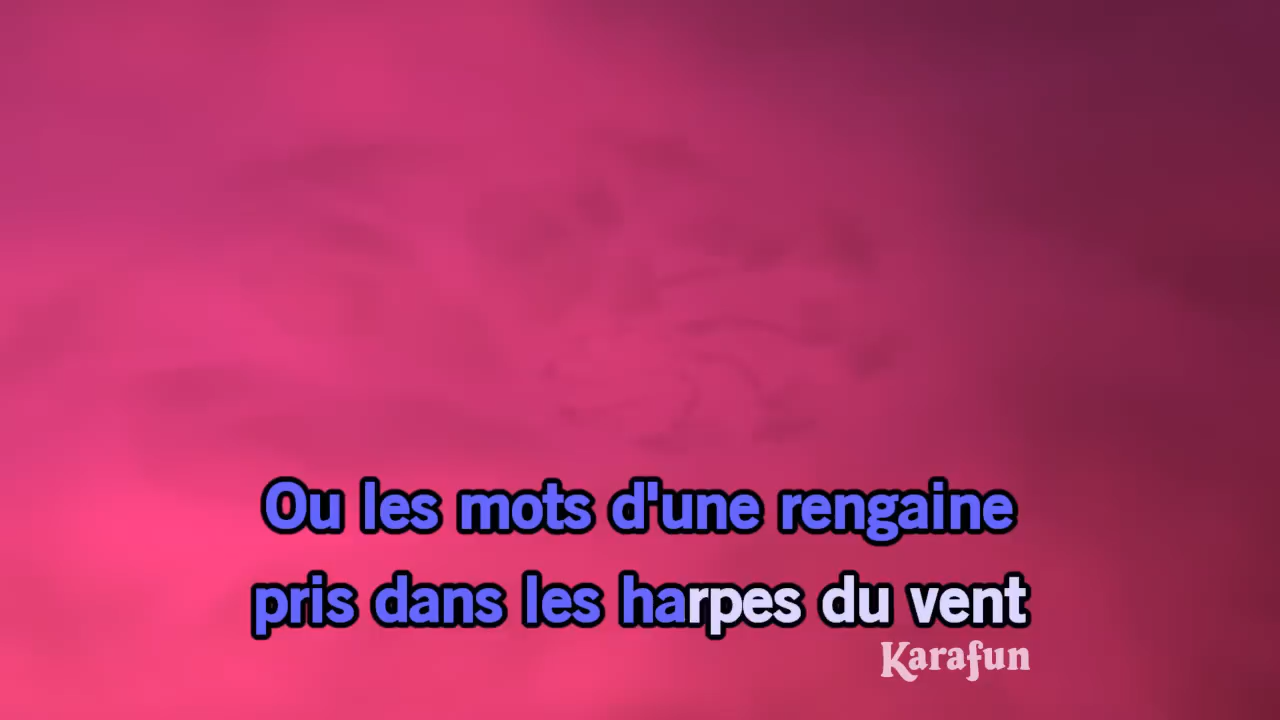 Ou les mots d'une rengaine
pris dans les harpes du vent
Karafun